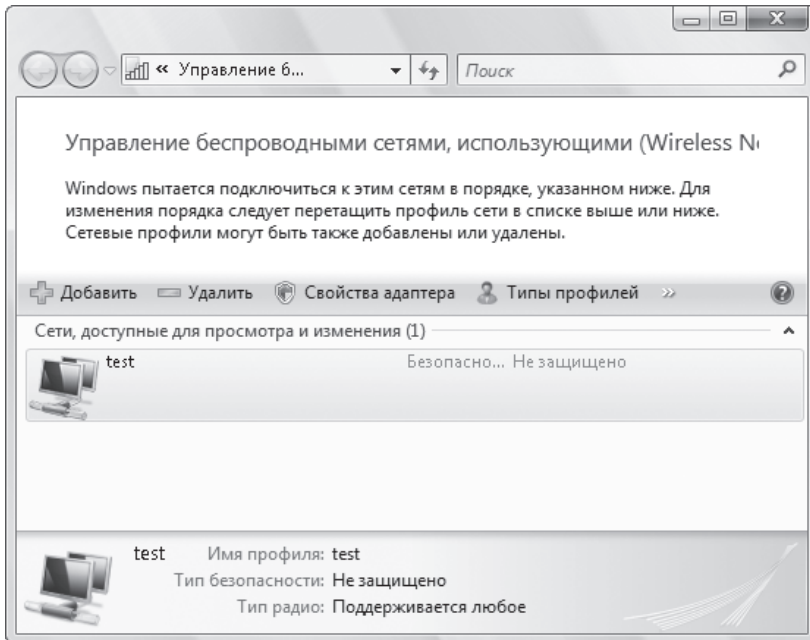 « Управление б...
Поиск
Управление беспроводными сетями, использующими (Wireless N
Windows пытается подключиться к этим сетям в порядке, указанном ниже. Для
изменения порядка следует перетащить профиль сети в списке выше или ниже.
Сетевые профили могут быть также добавлены или удалены.
Добавить Удалить Свойства адаптера Типы профилей »
Сети, доступные для просмотра и изменения (1)
test Безопасно... Не защищено
test Имя профиля: test
Тип безопасности: Не защищено
Тип радио: Поддерживается любое